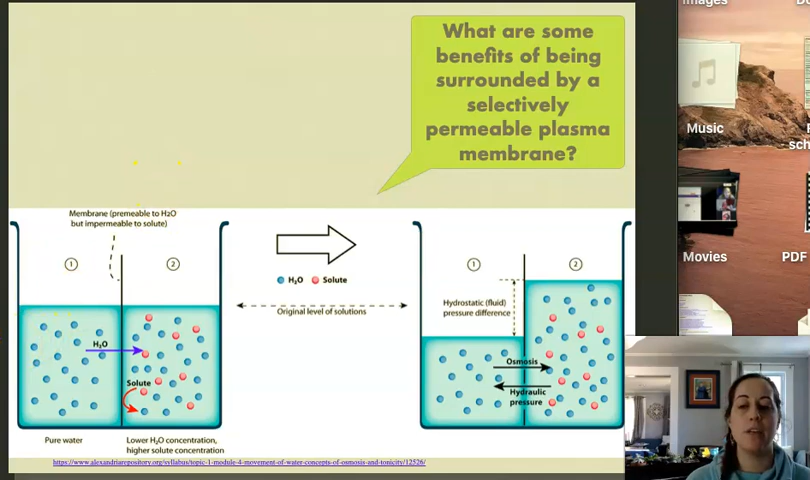 What are some
benefits of being
surrounded by a
selectively
permeable plasma
membrane?
Membrane (premeable to H2O
but impermeable to solute)
1
2
H₂O
Solute
Original level of solutions
H₂O
Solute
Pure water
Lower H₂O concentration,
higher solute concentration
1
2
Hydrostatic (fluid)
pressure difference
Osmosis
Hydraulic
pressure
https://www.alexandriarepository.org/syllabus/topic-1-module-4-movement-of-water-concepts-of-osmosis-and-tonicity/12526/
Images
Music
Movies
PDF